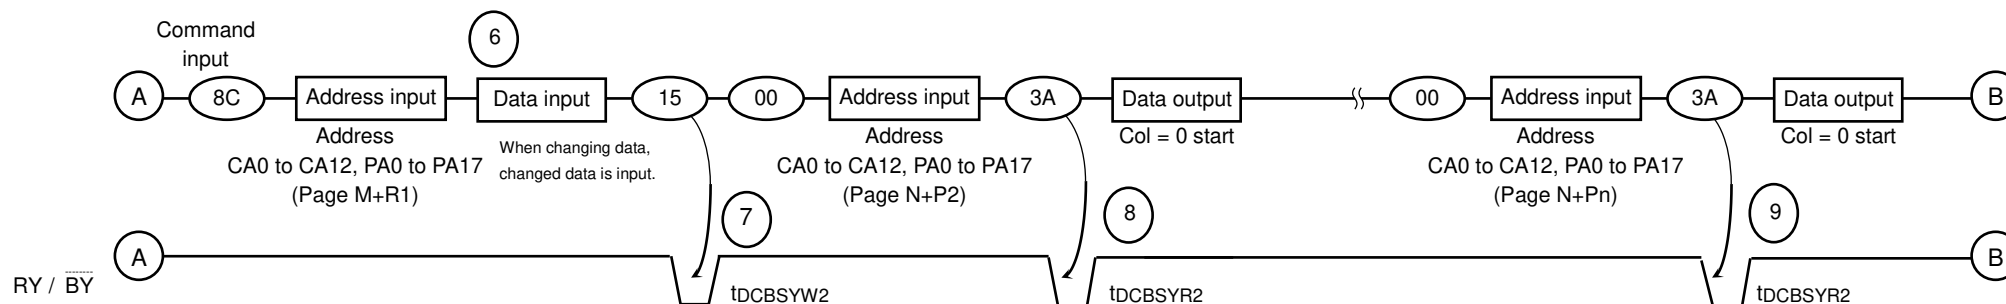 Command
input
6
A 8C Address input Data input 15 00 Address input 3A Data output 00 Address input 3A Data output B
Address
When changing data,
changed data is input.
Address
Col = 0 start
Address
Col = 0 start
CA0 to CA12, PA0 to PA17
CA0 to CA12, PA0 to PA17
CA0 to CA12, PA0 to PA17
(Page M+R1)
(Page N+P2)
(Page N+Pn)
7
8
9
A
B
RY / BY
tDCBSYW2
tDCBSYR2
tDCBSYR2